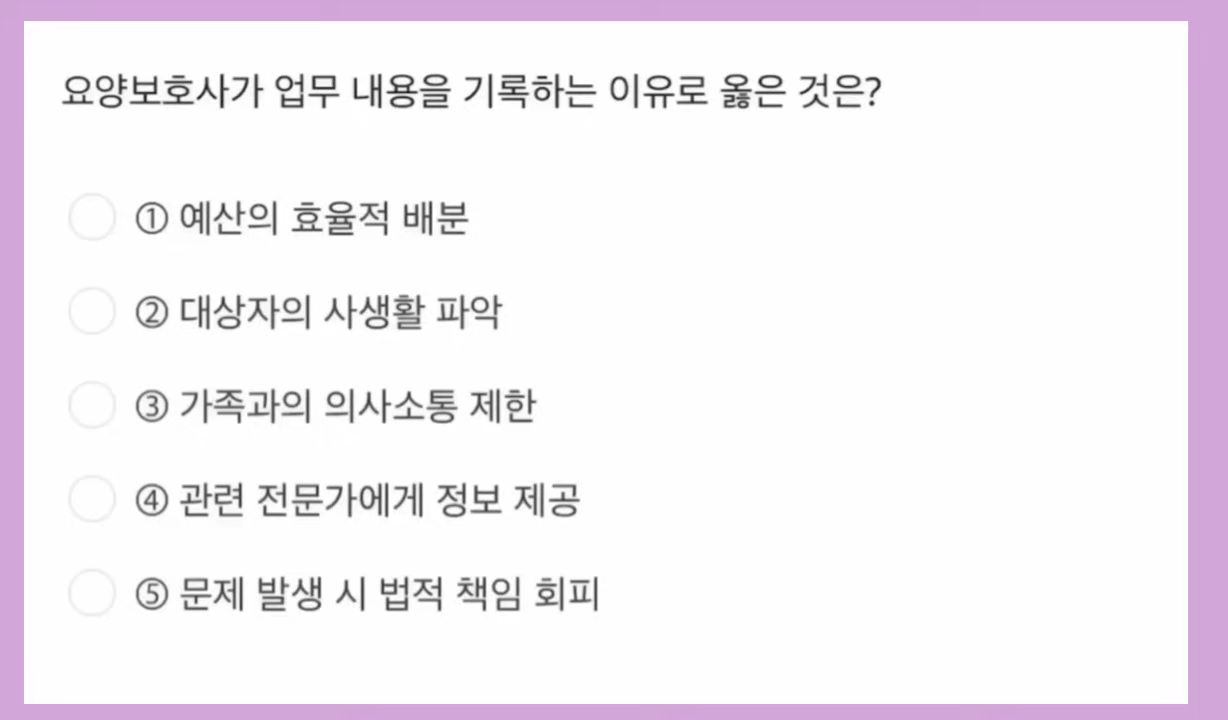 요양보호사가 업무 내용을 기록하는 이유로 옳은 것은?
① 예산의 효율적 배분
② 대상자의 사생활 파악
③ 가족과의 의사소통 제한
④ 관련 전문가에게 정보 제공
⑤ 문제 발생 시 법적 책임 회피